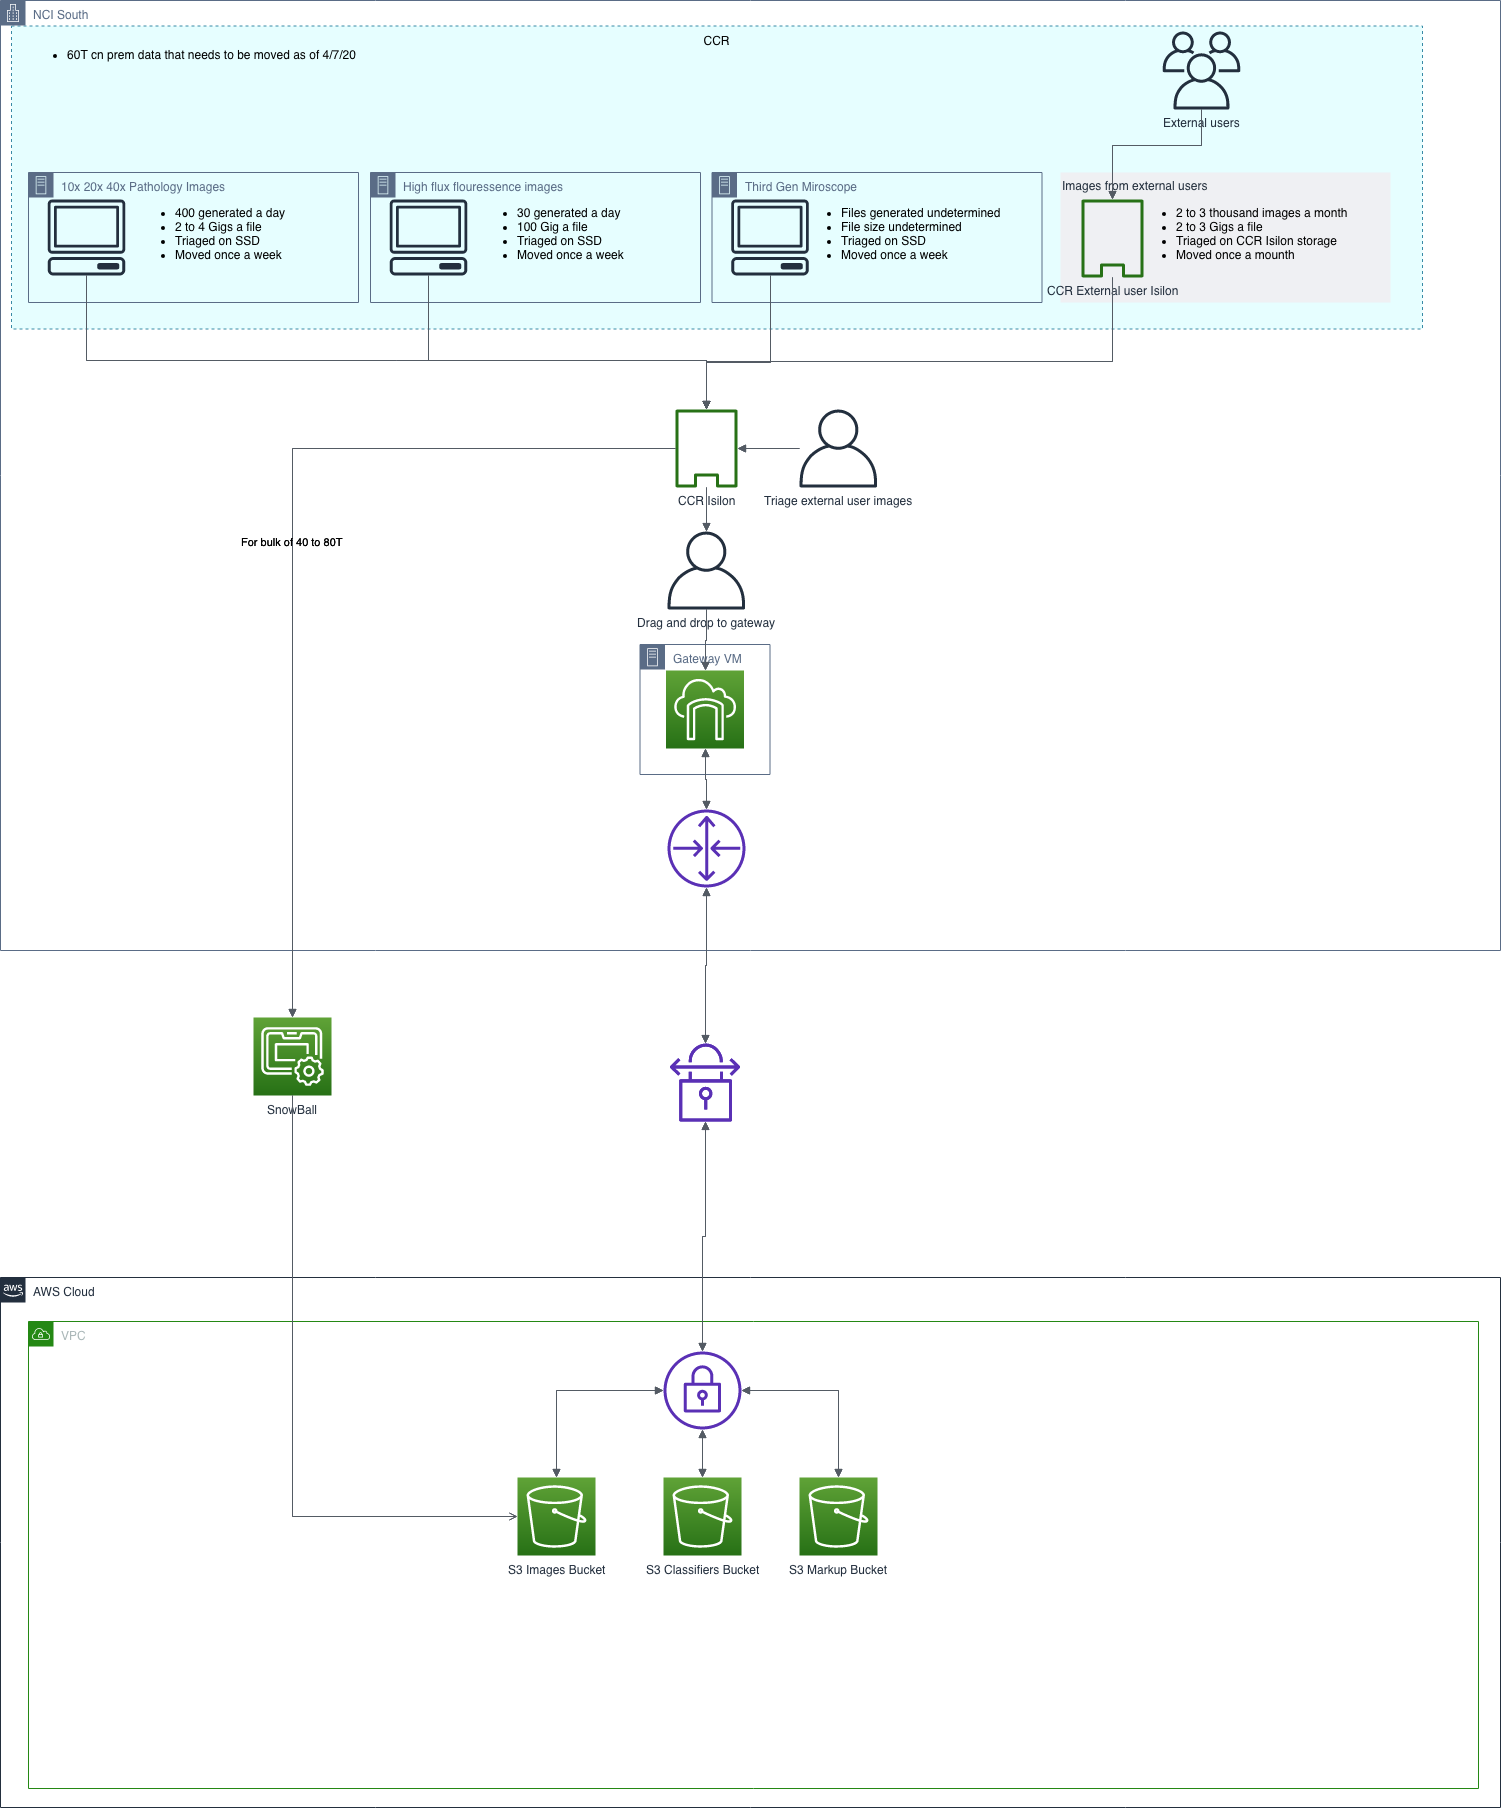 NCI South
CCR
60T cn prem data that needs to be moved as of 4/7/20
External users
10x 20x 40x Pathology Images
400 generated a day
2 to 4 Gigs a file
Triaged on SSD
Moved once a week
High flux flouressence images
30 generated a day
100 Gig a file
Triaged on SSD
Moved once a week
Third Gen Miroscope
Files generated undetermined
File size undetermined
Triaged on SSD
Moved once a week
Images from external users
2 to 3 thousand images a month
2 to 3 Gigs a file
Triaged on CCR Isilon storage
Moved once a mounth
CCR External user Isilon
CCR Isilon
Triage external user images
For bulk of 40 to 80T
Drag and drop to gateway
Gateway VM
SnowBall
aws
AWS Cloud
VPC
S3 Images Bucket
S3 Classifiers Bucket
S3 Markup Bucket